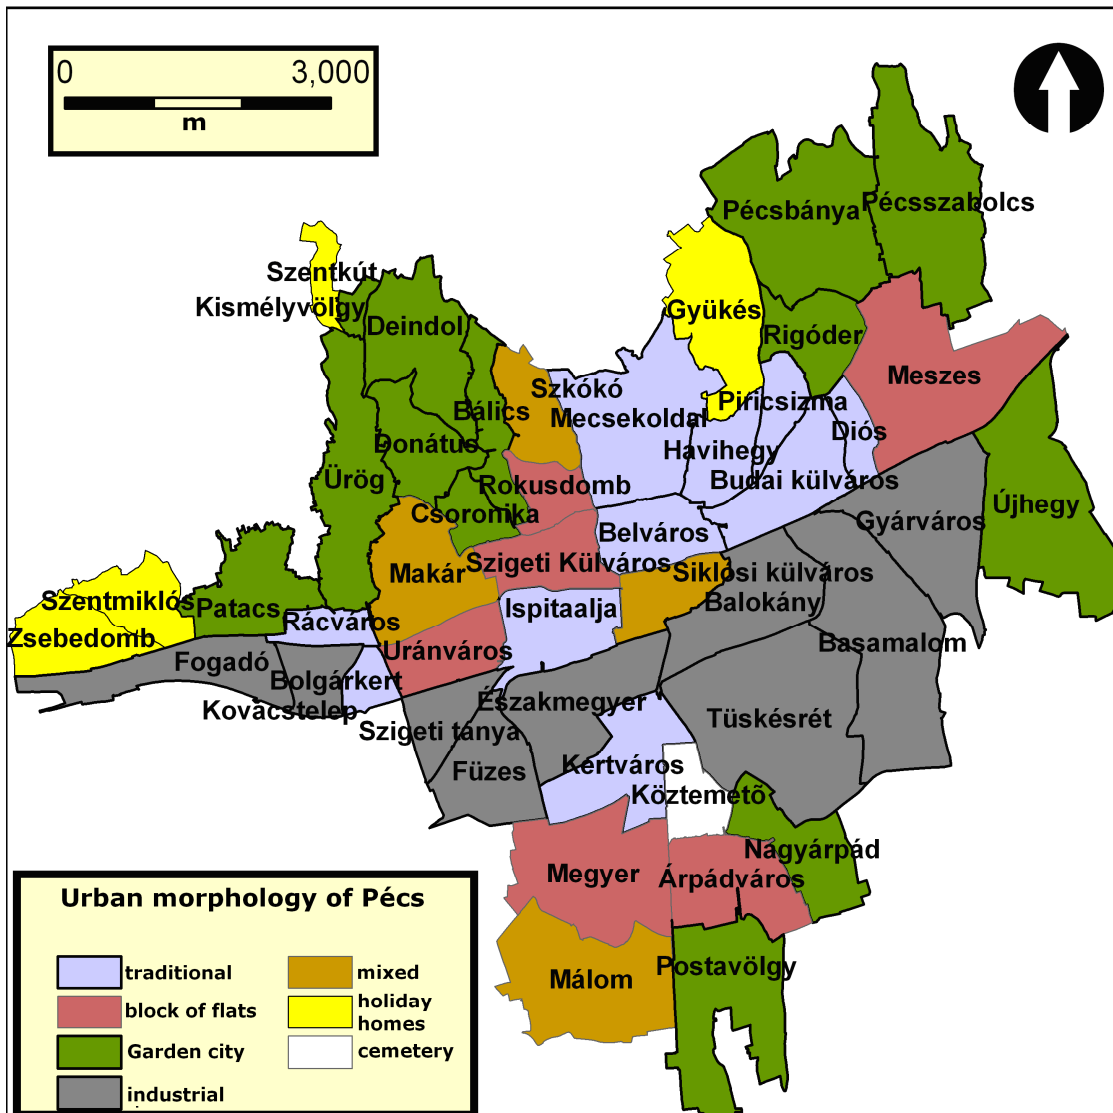 0 3,000
m
Pécsbánya
Pécsszabolcs
Szentkút
Kismélyvölgy
Deindol
Gyükés
Rigóder
Meszes
Szkókó
Bálics
Mecsekoldal
Piricsizma
Diós
Donátus
Havihegy
Ürög
Rokusdomb
Budai külváros
Csoronika
Gyárváros
Újhegy
Belváros
Makár
Szigeti Külváros
Siklósi külváros
Szentmiklós
Patacs
Ispitaalja
Balokány
Rácváros
Zsebedomb
Uránváros
Basamalom
Fogadó
Bolgárkert
Kovácstelep
Északmegyer
Szigeti tanya
Tüskésrét
Füzes
Kertváros
Köztemetõ
Nagyárpád
Megyer
Árpádváros
Málom
Postavölgy
Urban morphology of Pécs
traditional
block of flats
Garden city
industrial
mixed
holiday
homes
cemetery